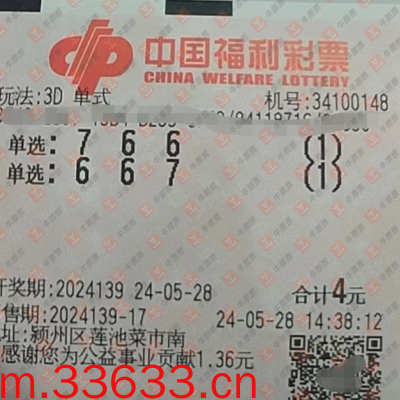 中国福利彩票
CHINA WELFARE LOTTERY
玩法:3D 单式 机号:34100148
单选: 7 6 6 (1)
单选: 6 6 7 (1)
开奖期:2024139 24-05-28 合计4元
售期:2024139-17 24-05-28 14:38:12
址:颍州区莲池菜市南
感谢您为公益事业贡献1.36元
m.33633.cn